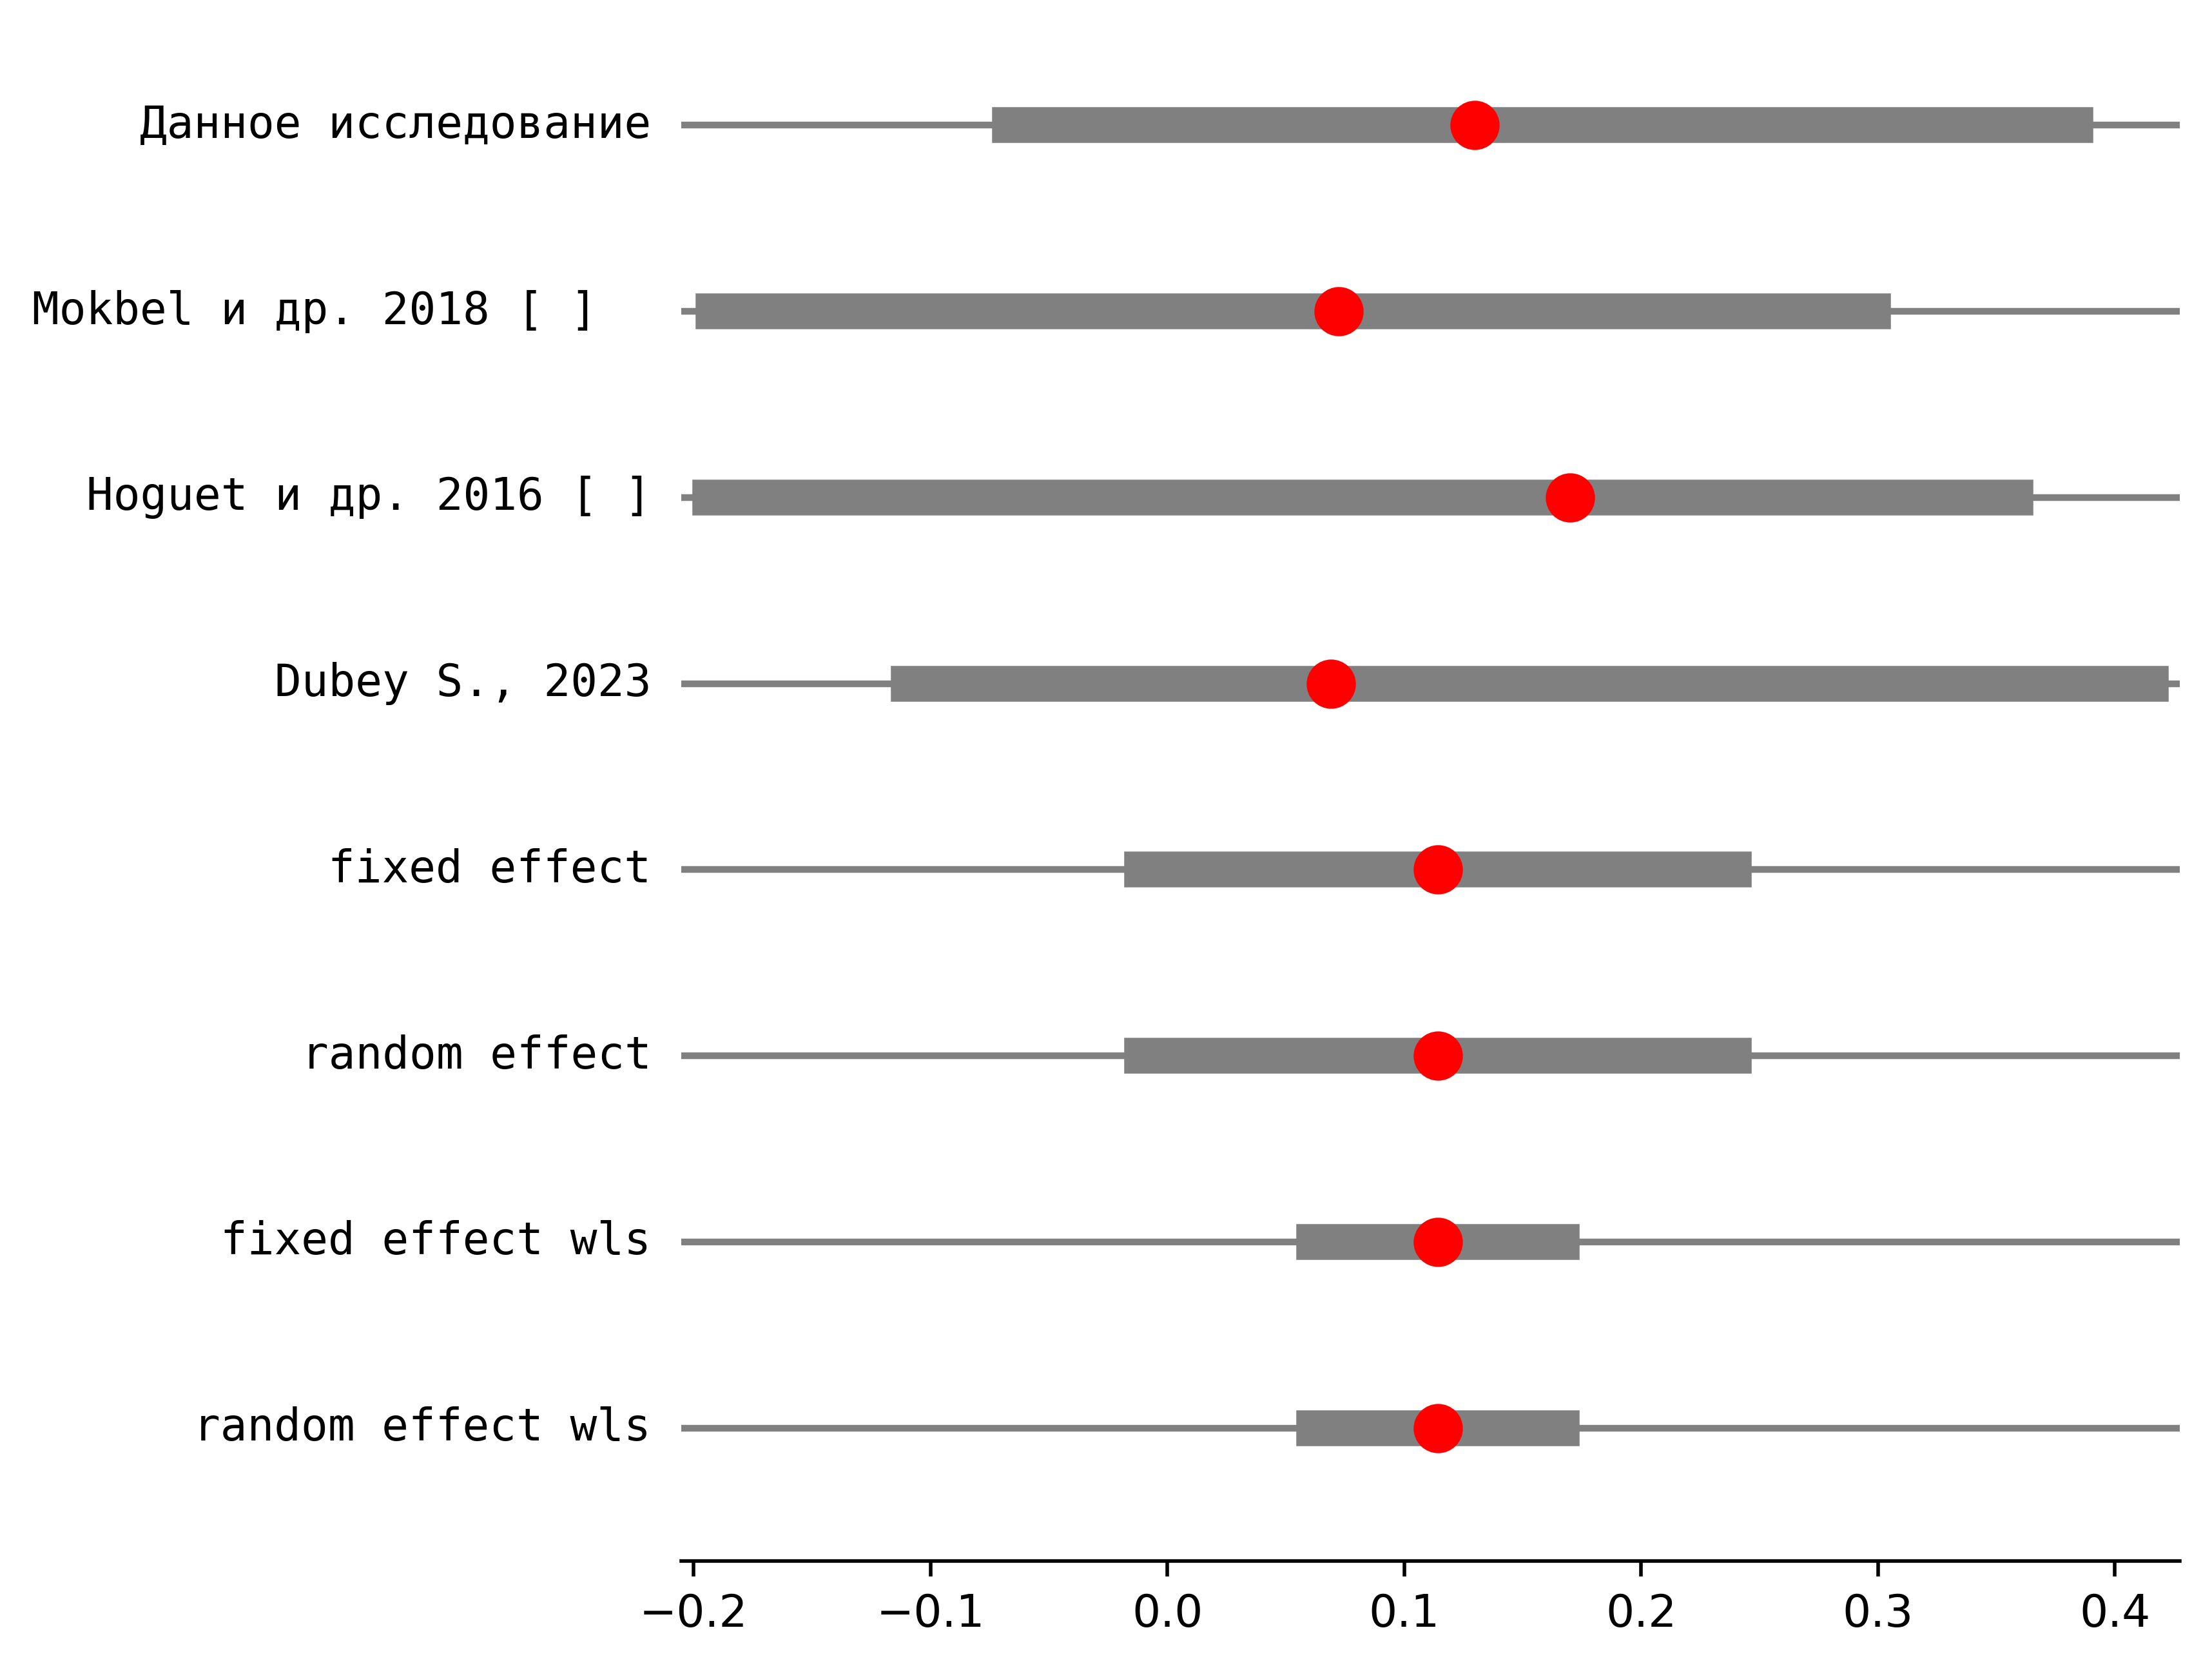 Данное исследование
Mokbel и др. 2018 [ ]
Hoguet и др. 2016 [ ]
Dubey S., 2023
fixed effect
random effect
fixed effect wls
random effect wls
−0.2 −0.1 0.0 0.1 0.2 0.3 0.4